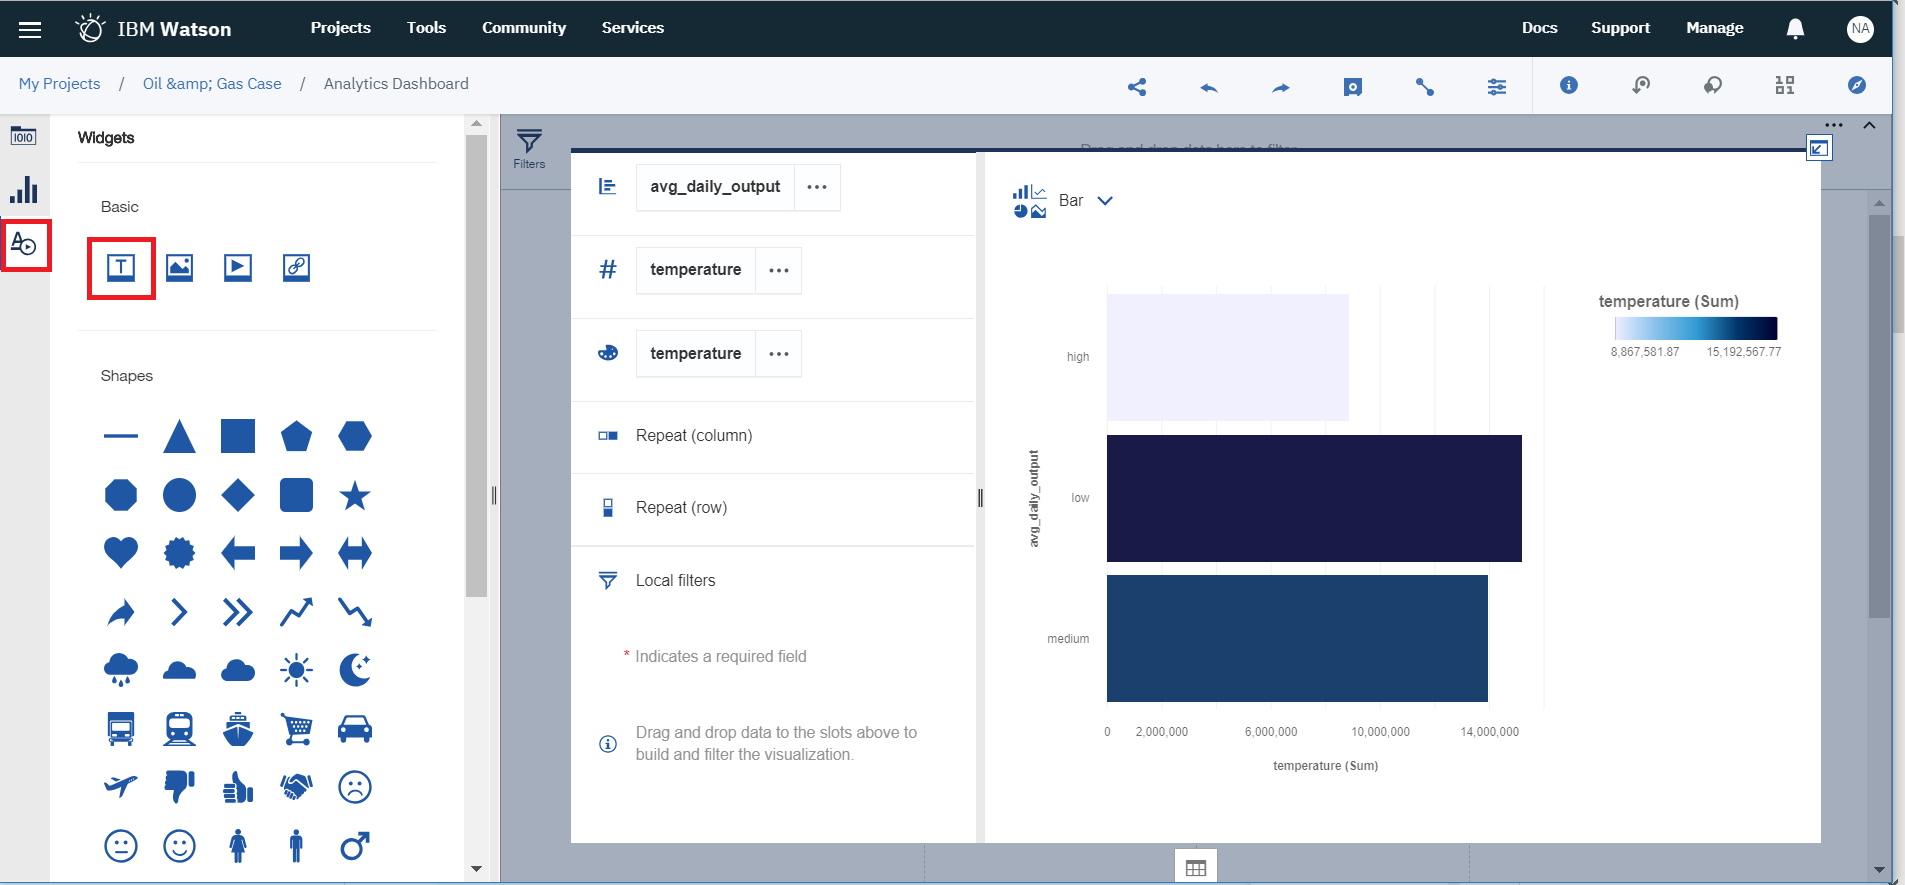 IBM Watson
Projects
Tools
Community
Services
Docs
Support
Manage
NA
My Projects / Oil &amp; Gas Case / Analytics Dashboard
Widgets
Basic
T
Shapes
Filters
Drag and drop data here to filter
avg_daily_output
temperature
temperature
Repeat (column)
Repeat (row)
Local filters
* Indicates a required field
Drag and drop data to the slots above to
build and filter the visualization.
Bar
temperature (Sum)
8,867,581.87
15,192,567.77
high
low
medium
avg_daily_output
0
2,000,000
6,000,000
10,000,000
14,000,000
temperature (Sum)